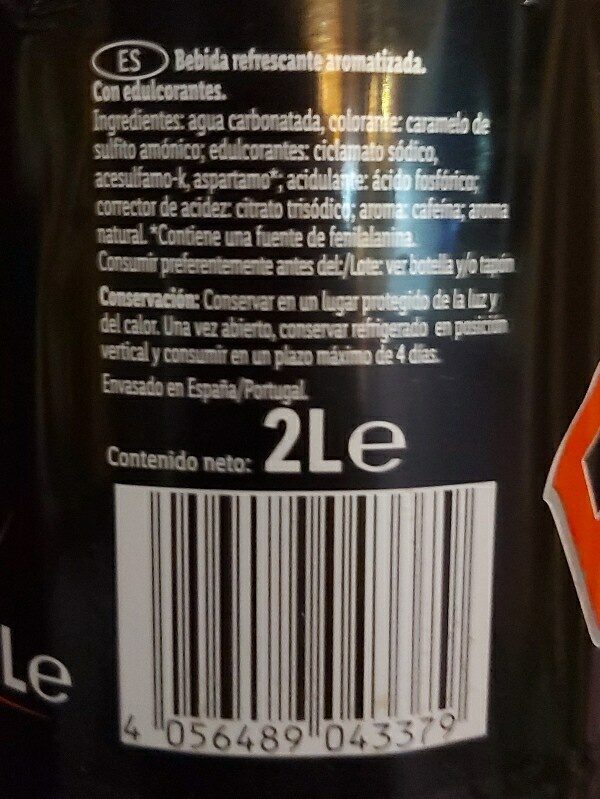 ES Bebida refrescante aromatizada.
Con edulcorantes.
Ingredientes: agua carbonatada, colorante: caramelo de
sulfito amónico; edulcorantes: ciclamato sódico,
acesulfamo-k, aspartamo*; acidulante: ácido fosfórico;
corrector de acidez: citrato trisódico; aroma: cafeína; aroma
natural. *Contiene una fuente de fenilalanina.
Consumir preferentemente antes del:/Lote: ver botella y/o tapón
Conservación: Conservar en un lugar protegido de la luz y
del calor. Una vez abierto, conservar refrigerado en posición
vertical y consumir en un plazo máximo de 4 días.
Envasado en España/Portugal.
Contenido neto: 2L e
4 056489 043379
L e